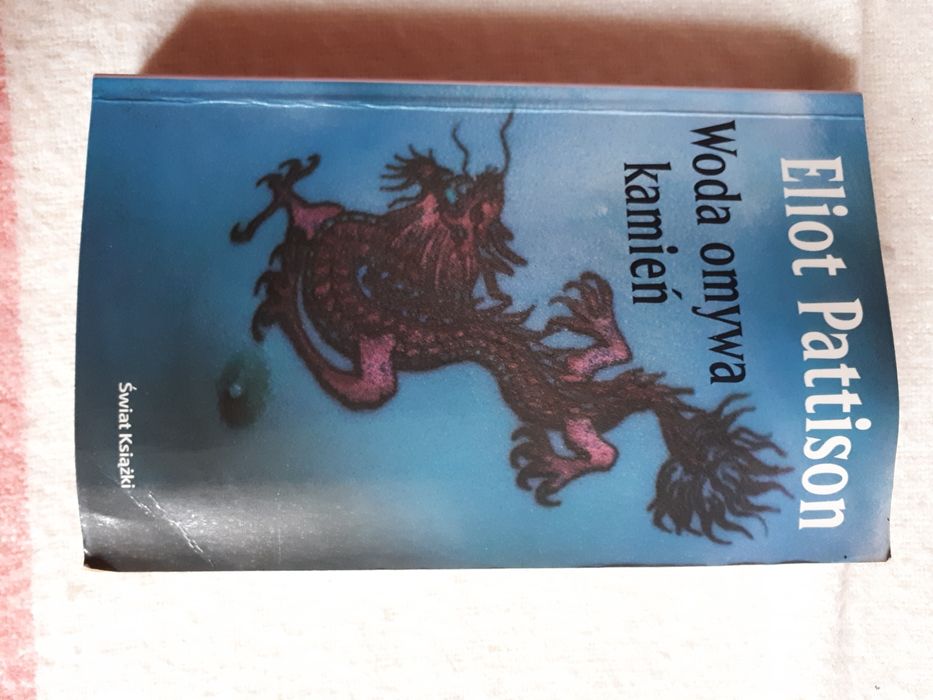 Eliot Pattison
Woda omywa
kamień
Świat Książki